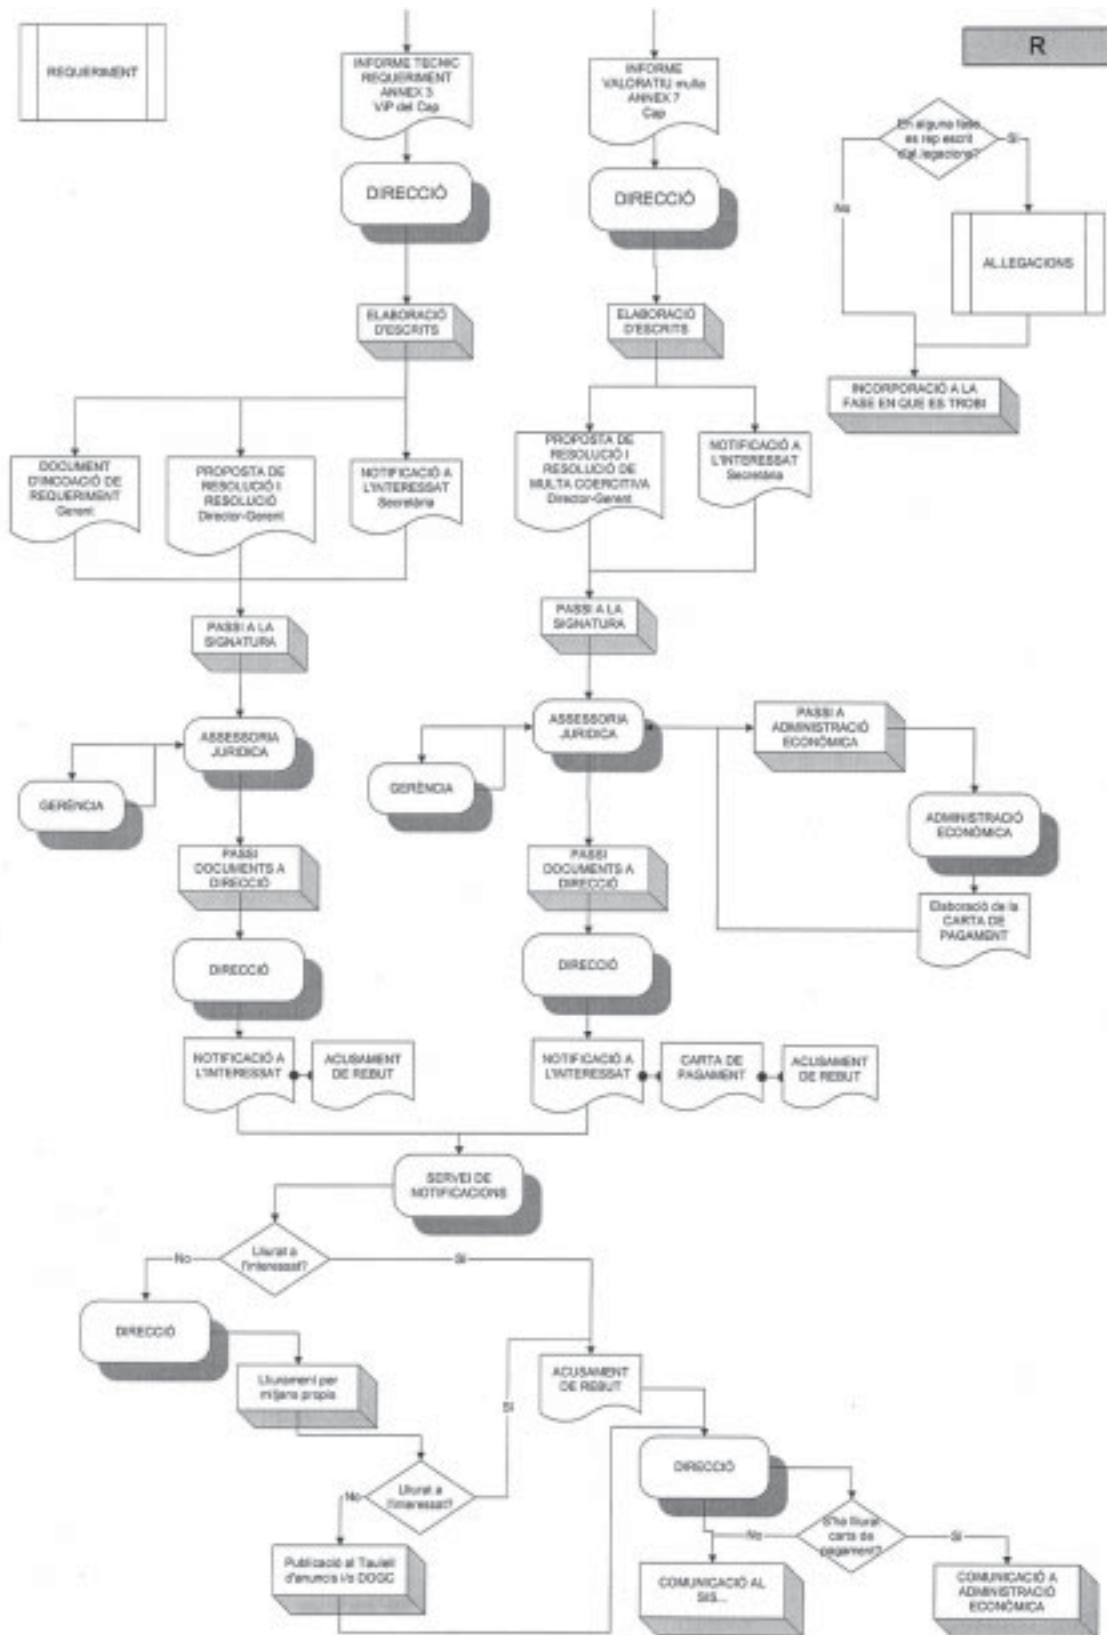 REQUERIMENT
INFORME TECNIC
REQUERIMENT
ANNEX 3
ViP del Cap
INFORME
VALORATIU multa
ANNEX 7
Cap
R
En alguna fase
es rep escrit
d'al.legacions?
Sí
No
AL.LEGACIONS
INCORPORACIÓ A LA
FASE EN QUE ES TROBI
DIRECCIÓ
DIRECCIÓ
ELABORACIÓ
D'ESCRITS
ELABORACIÓ
D'ESCRITS
DOCUMENT
D'INCOACIÓ DE
REQUERIMENT
Gerent
PROPOSTA DE
RESOLUCIÓ I
RESOLUCIÓ
Director-Gerent
NOTIFICACIÓ A
L'INTERESSAT
Secretària
PROPOSTA DE
RESOLUCIÓ I
RESOLUCIÓ DE
MULTA COERCITIVA
Director-Gerent
NOTIFICACIÓ A
L'INTERESSAT
Secretària
PASSI A LA
SIGNATURA
PASSI A LA
SIGNATURA
ASSESSORIA
JURIDICA
GERÈNCIA
ASSESSORIA
JURIDICA
GERÈNCIA
PASSI A
ADMINISTRACIÓ
ECONÒMICA
ADMINISTRACIÓ
ECONÒMICA
Elaboració de la
CARTA DE
PAGAMENT
PASSI
DOCUMENTS A
DIRECCIÓ
PASSI
DOCUMENTS A
DIRECCIÓ
DIRECCIÓ
DIRECCIÓ
NOTIFICACIÓ A
L'INTERESSAT
ACUSAMENT
DE REBUT
NOTIFICACIÓ A
L'INTERESSAT
CARTA DE
PAGAMENT
ACUSAMENT
DE REBUT
SERVEI DE
NOTIFICACIONS
Lliurat a
l'interessat?
No
Sí
DIRECCIÓ
Lliurament per
mitjans propis
Lliurat a
l'interessat?
No
Sí
ACUSAMENT
DE REBUT
DIRECCIÓ
Publicació al Taulell
d'anuncis i/o DOGC
S'ha lliurat
carta de
pagament?
No
Sí
COMUNICACIÓ AL
SIS...
COMUNICACIÓ A
ADMINISTRACIÓ
ECONÒMICA